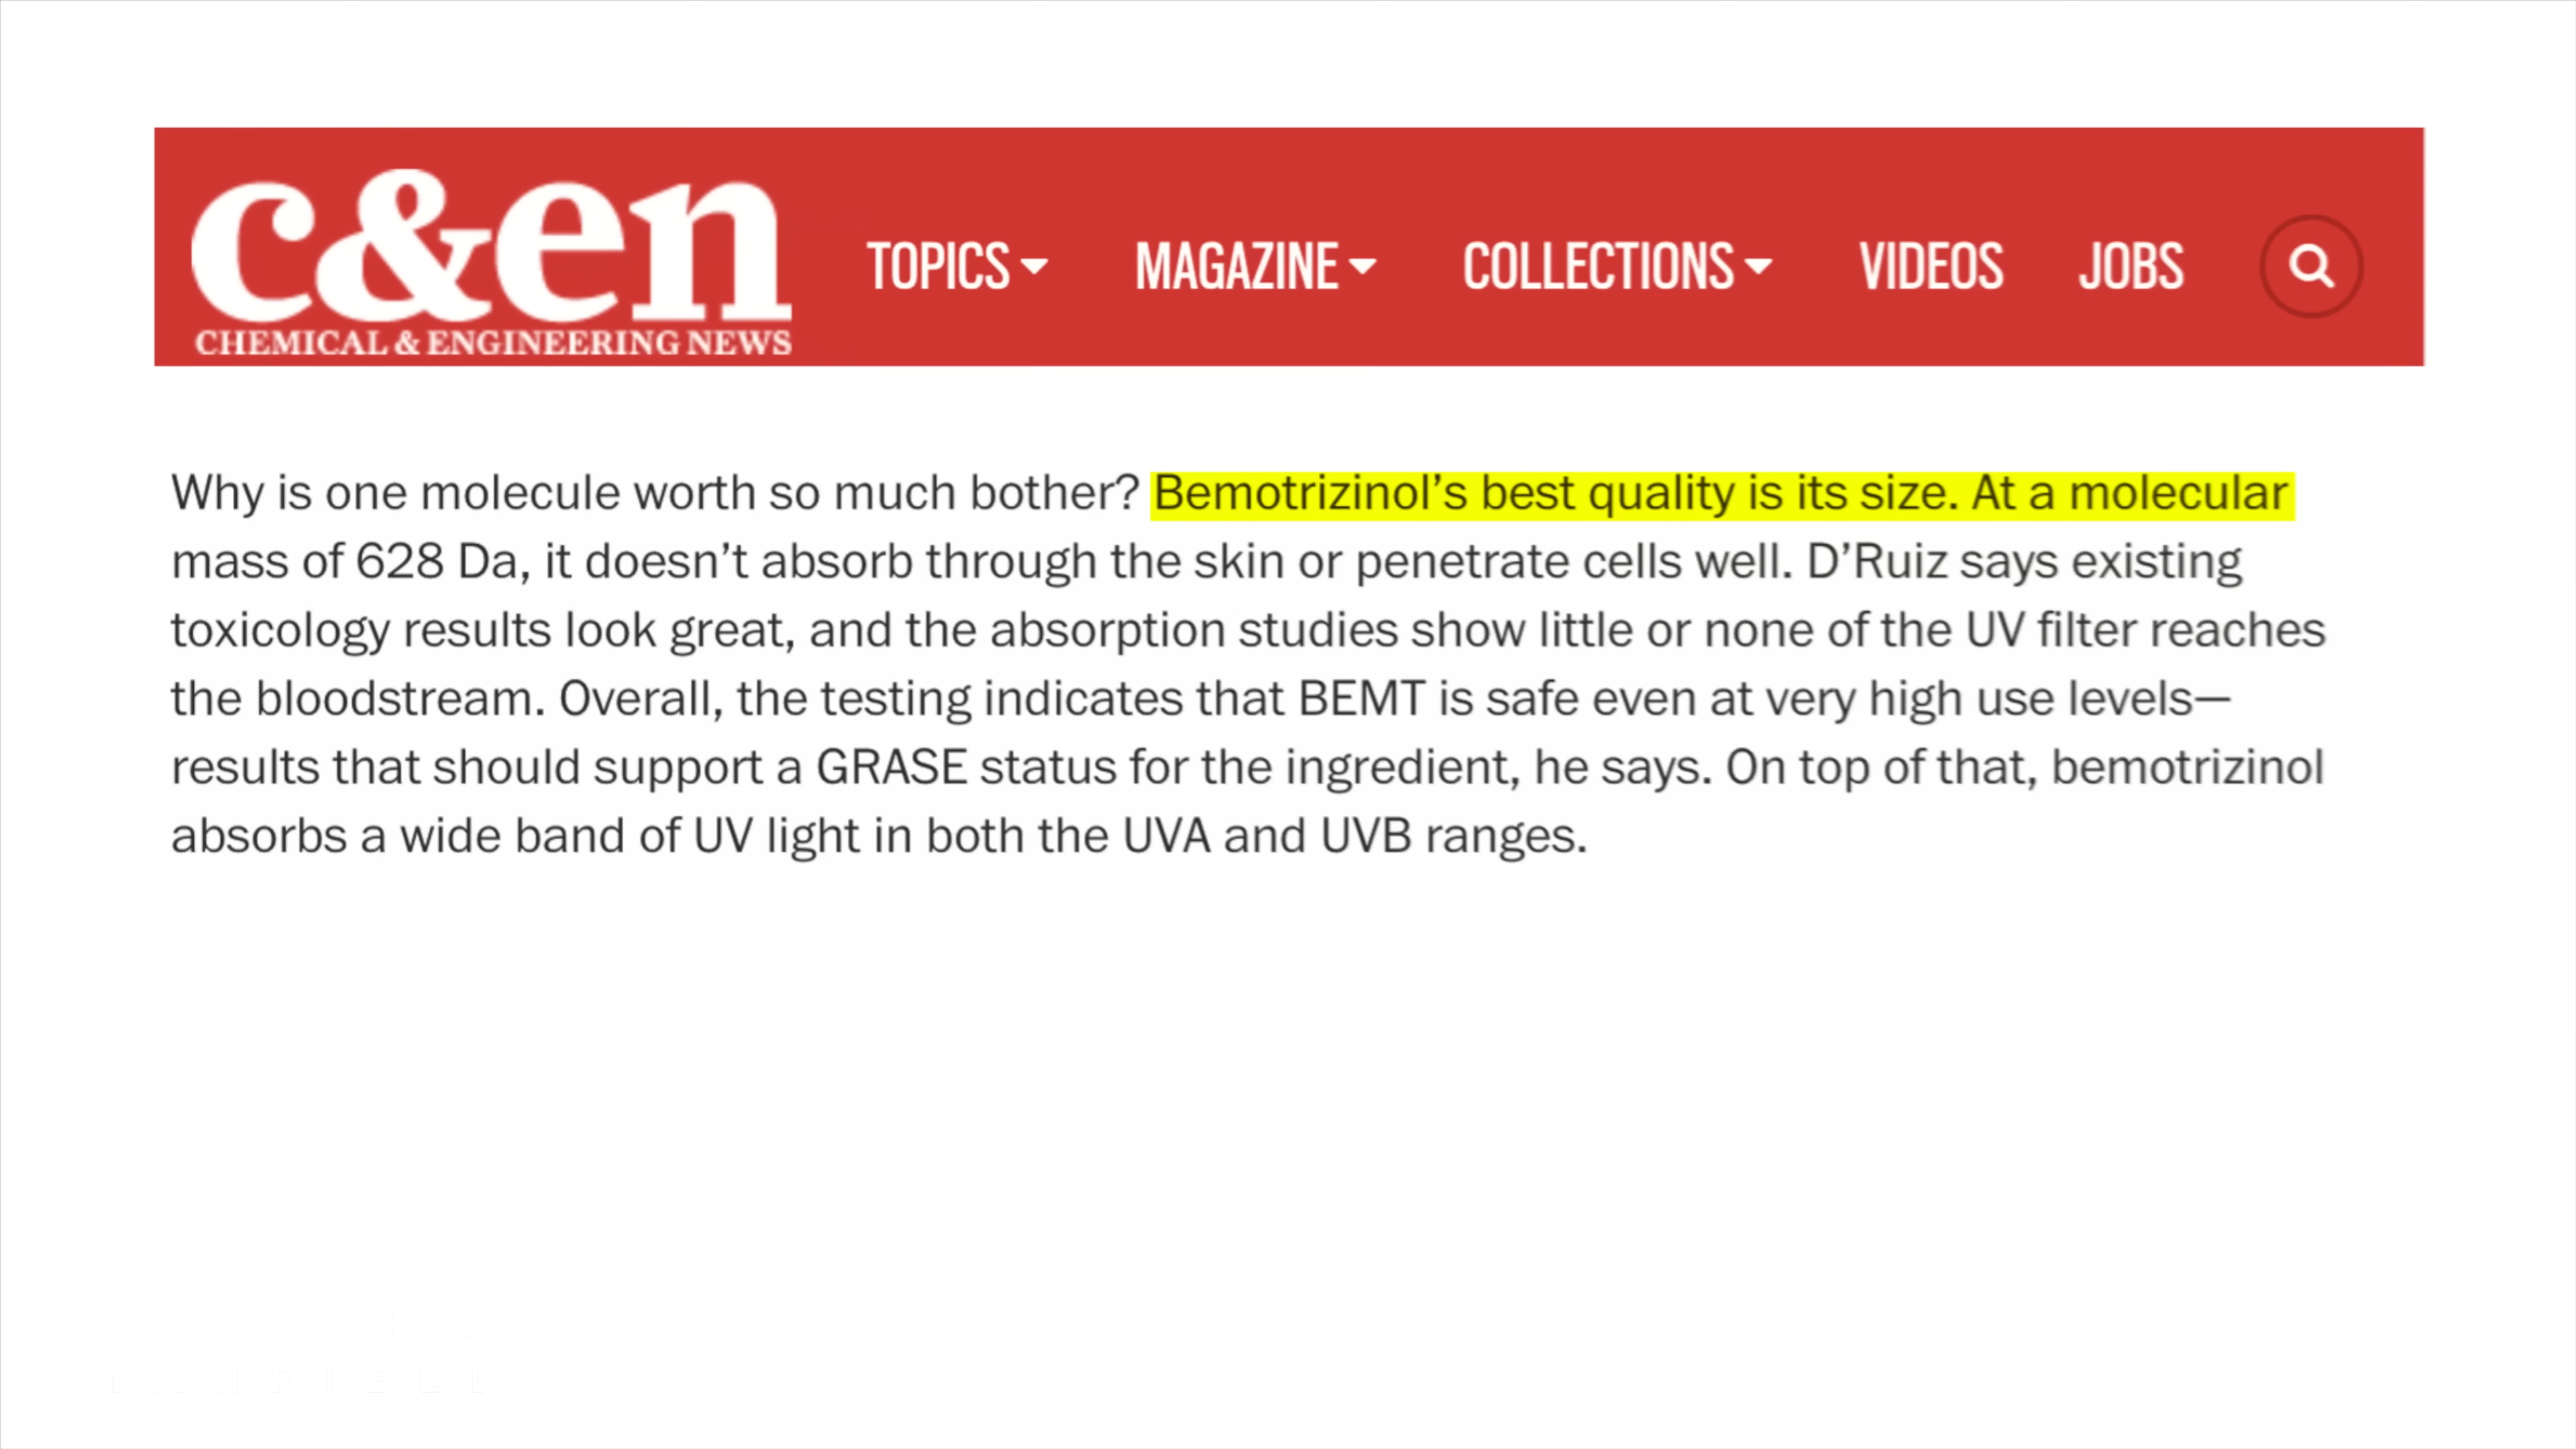 c&en
CHEMICAL & ENGINEERING NEWS
TOPICS MAGAZINE COLLECTIONS VIDEOS JOBS
Why is one molecule worth so much bother? Bemotrizinol’s best quality is its size. At a molecular
mass of 628 Da, it doesn’t absorb through the skin or penetrate cells well. D’Ruiz says existing
toxicology results look great, and the absorption studies show little or none of the UV filter reaches
the bloodstream. Overall, the testing indicates that BEMT is safe even at very high use levels—
results that should support a GRASE status for the ingredient, he says. On top of that, bemotrizinol
absorbs a wide band of UV light in both the UVA and UVB ranges.